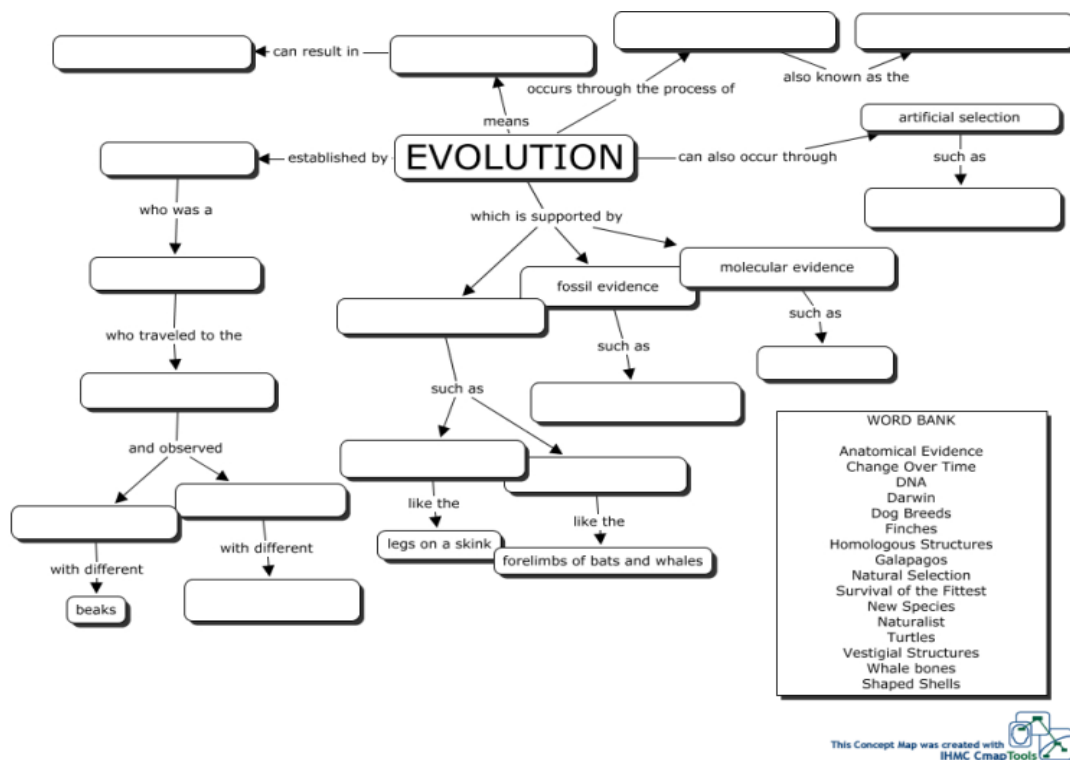 can result in
occurs through the process of
also known as the
means
artificial selection
established by
EVOLUTION
can also occur through
such as
who was a
which is supported by
molecular evidence
fossil evidence
such as
who traveled to the
such as
such as
and observed
like the
like the
legs on a skink
forelimbs of bats and whales
with different
with different
beaks
WORD BANK
Anatomical Evidence
Change Over Time
DNA
Darwin
Dog Breeds
Finches
Homologous Structures
Galapagos
Natural Selection
Survival of the Fittest
New Species
Naturalist
Turtles
Vestigial Structures
Whale bones
Shaped Shells
This Concept Map was created with
IHMC CmapTools